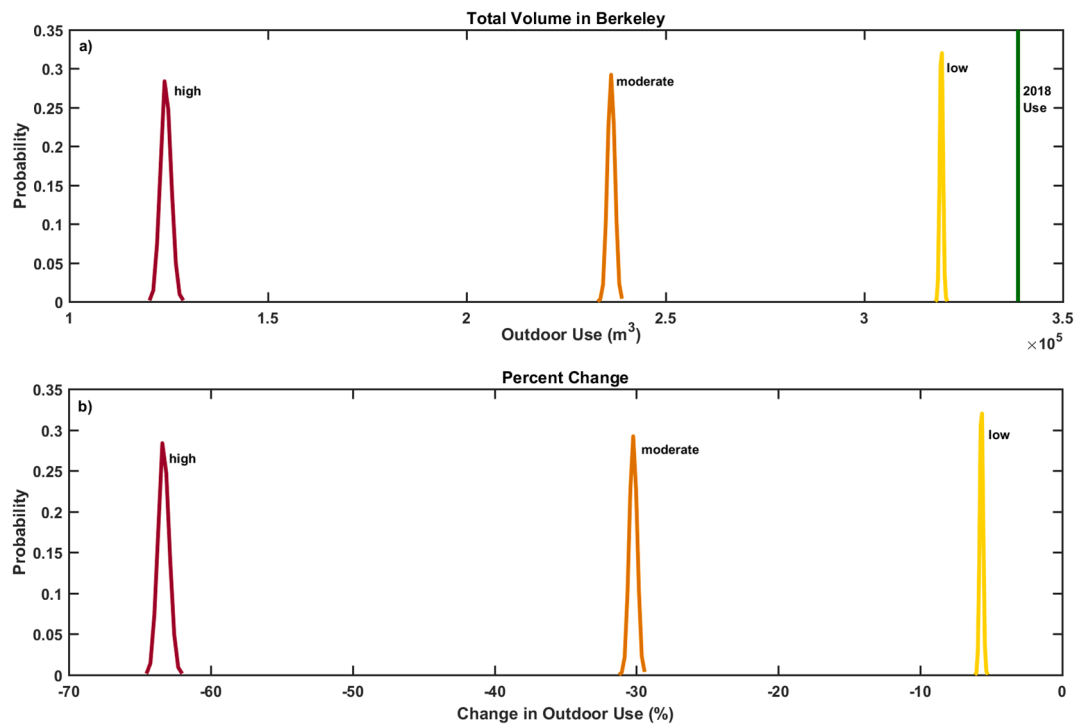 Total Volume in Berkeley
a)
0.35
0.3
0.25
0.2
0.15
0.1
0.05
0
Probability
high
moderate
low
2018
Use
1 1.5 2 2.5 3 3.5
Outdoor Use (m³)
×10⁵
Percent Change
b)
0.35
0.3
0.25
0.2
0.15
0.1
0.05
0
Probability
high
moderate
low
-70 -60 -50 -40 -30 -20 -10 0
Change in Outdoor Use (%)